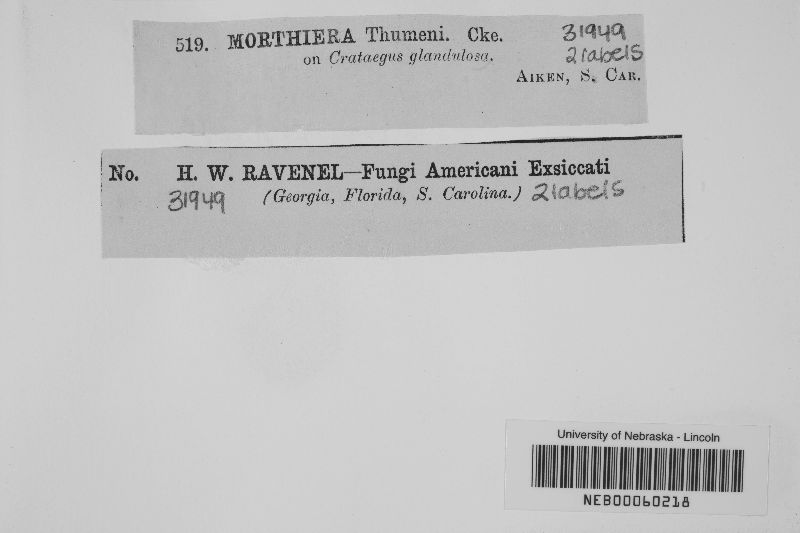 519. MORTHIERA Thumeni. Cke. 31949
on Crataegus glandulosa. 2 labels
AIKEN, S. CAR.
No. H. W. RAVENEL—Fungi Americani Exsiccati
31949 (Georgia, Florida, S. Carolina.) 2 labels
University of Nebraska - Lincoln
NEB00060218